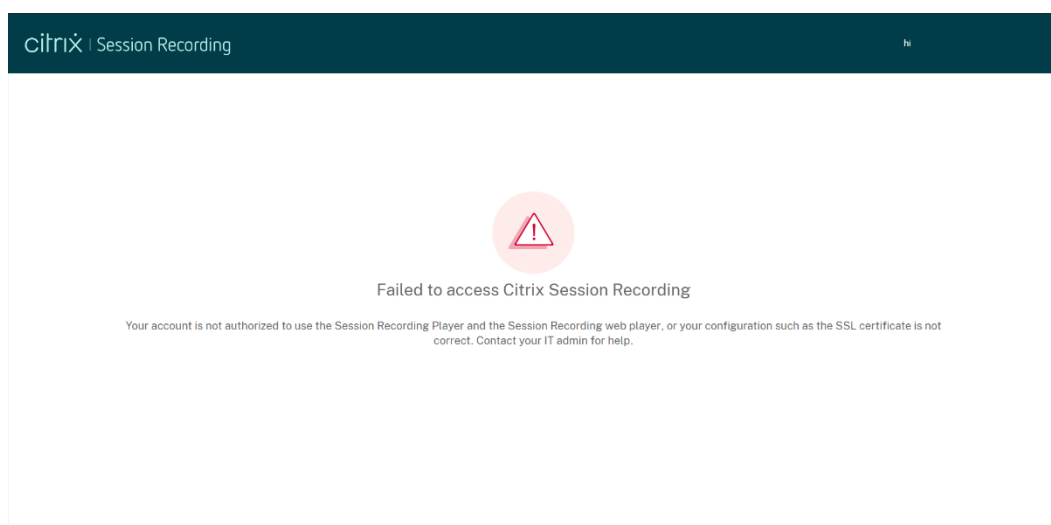 citrix | Session Recording
hi
Failed to access Citrix Session Recording
Your account is not authorized to use the Session Recording Player and the Session Recording web player, or your configuration such as the SSL certificate is not
correct. Contact your IT admin for help.